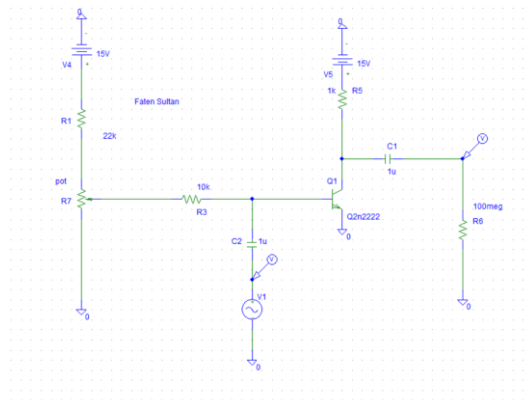 0
0
V4
15V
V5
15V
1k
R5
Faten Sultan
R1
22k
C1
1u
pot
R7
10k
R3
Q1
Q2n2222
100meg
R6
C2
1u
V
V
V1
0
0
0
0